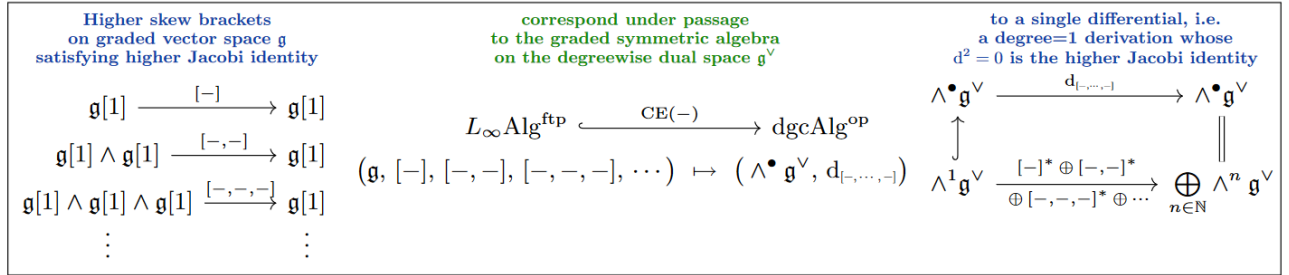 Higher skew brackets
on graded vector space 𝔤
satisfying higher Jacobi identity
𝔤[1] —[−]→ 𝔤[1]
𝔤[1] ∧ 𝔤[1] —[−,−]→ 𝔤[1]
𝔤[1] ∧ 𝔤[1] ∧ 𝔤[1] —[−,−,−]→ 𝔤[1]
⋮ ⋮
correspond under passage
to the graded symmetric algebra
on the degreewise dual space 𝔤^∨
L_∞Alg^ftp ↪ CE(−) → dgcAlg^op
(𝔤, [−], [−,−], [−,−,−], ⋯) ↦ (∧^• 𝔤^∨, d_[−,⋯,−])
to a single differential, i.e.
a degree=1 derivation whose
d² = 0 is the higher Jacobi identity
∧^•𝔤^∨ —d_[−,⋯,−]→ ∧^•𝔤^∨
↑ ∥
∧^1𝔤^∨ —[−]* ⊕ [−,−]* ⊕ [−,−,−]* ⊕ ⋯→ ⊕_{n∈ℕ} ∧^n 𝔤^∨